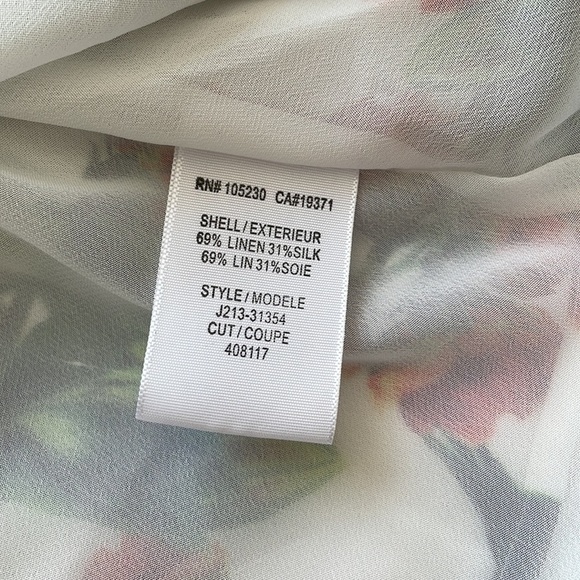 RN# 105230 CA#19371
SHELL / EXTERIEUR
69% LINEN 31%SILK
69% LIN 31%SOIE
STYLE / MODELE
J213-31354
CUT / COUPE
408117